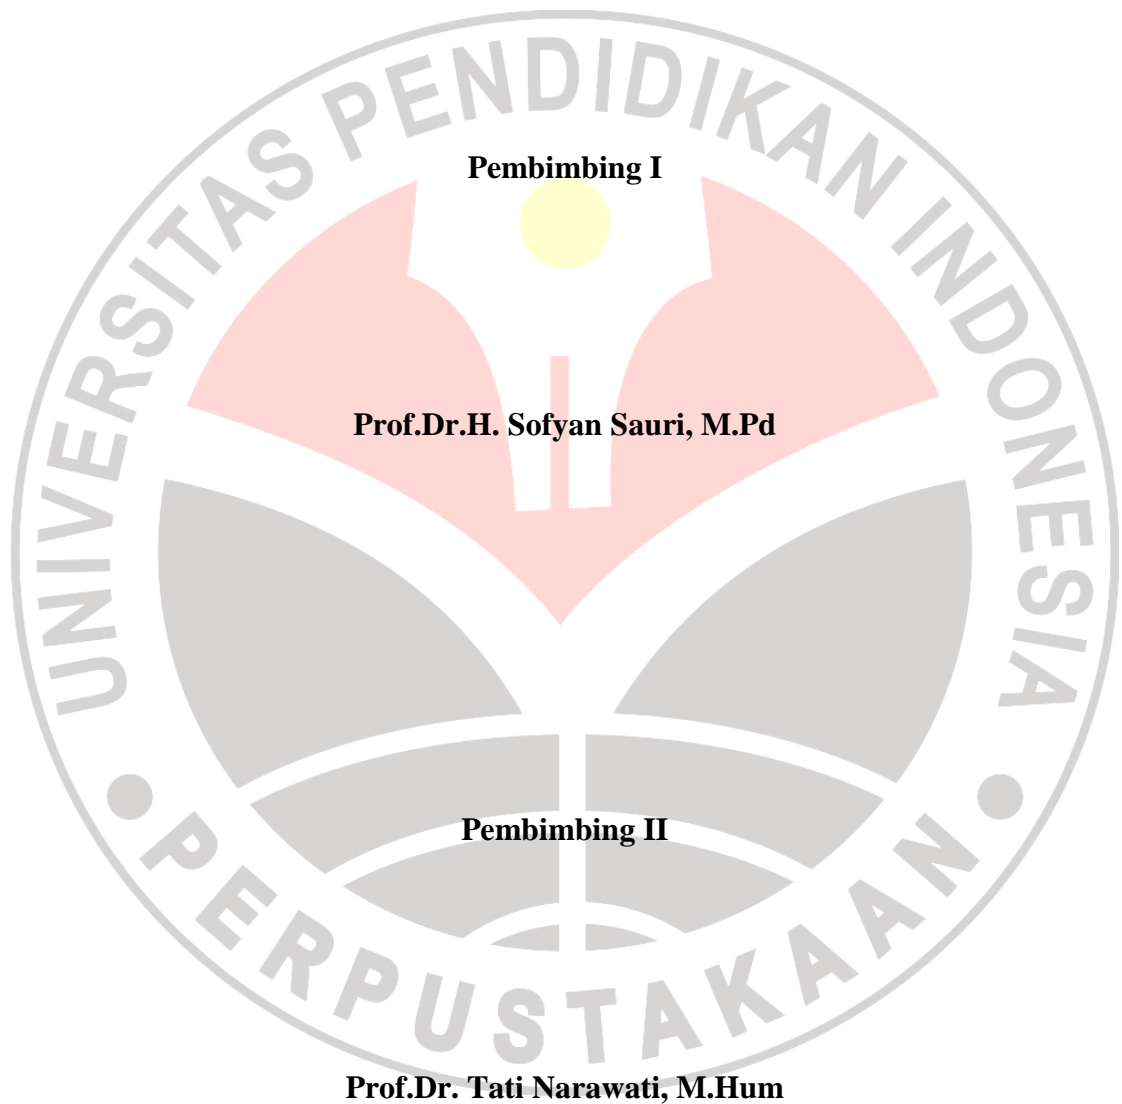 UNIVERSITAS PENDIDIKAN INDONESIA
Pembimbing I
Prof.Dr.H. Sofyan Sauri, M.Pd
Pembimbing II
PERPUSTAKAAN
Prof.Dr. Tati Narawati, M.Hum